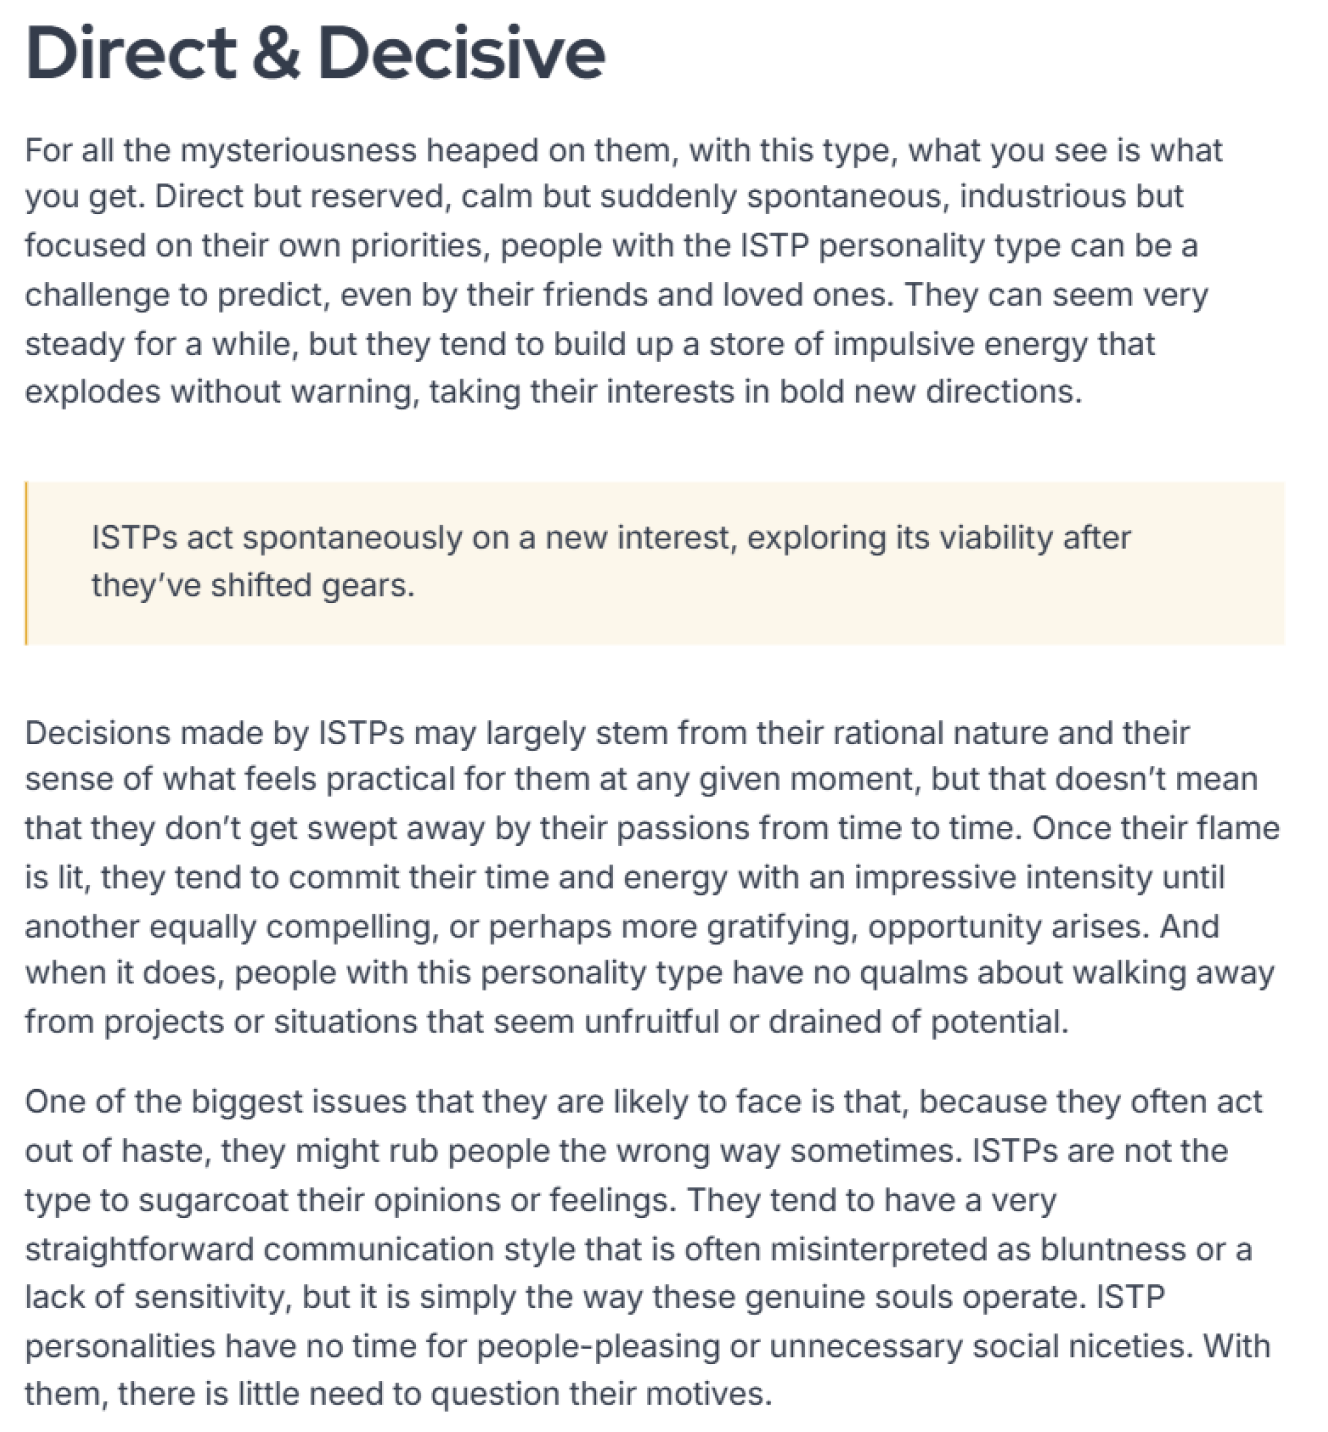 Direct & Decisive
For all the mysteriousness heaped on them, with this type, what you see is what
you get. Direct but reserved, calm but suddenly spontaneous, industrious but
focused on their own priorities, people with the ISTP personality type can be a
challenge to predict, even by their friends and loved ones. They can seem very
steady for a while, but they tend to build up a store of impulsive energy that
explodes without warning, taking their interests in bold new directions.
ISTPs act spontaneously on a new interest, exploring its viability after
they’ve shifted gears.
Decisions made by ISTPs may largely stem from their rational nature and their
sense of what feels practical for them at any given moment, but that doesn’t mean
that they don’t get swept away by their passions from time to time. Once their flame
is lit, they tend to commit their time and energy with an impressive intensity until
another equally compelling, or perhaps more gratifying, opportunity arises. And
when it does, people with this personality type have no qualms about walking away
from projects or situations that seem unfruitful or drained of potential.
One of the biggest issues that they are likely to face is that, because they often act
out of haste, they might rub people the wrong way sometimes. ISTPs are not the
type to sugarcoat their opinions or feelings. They tend to have a very
straightforward communication style that is often misinterpreted as bluntness or a
lack of sensitivity, but it is simply the way these genuine souls operate. ISTP
personalities have no time for people-pleasing or unnecessary social niceties. With
them, there is little need to question their motives.